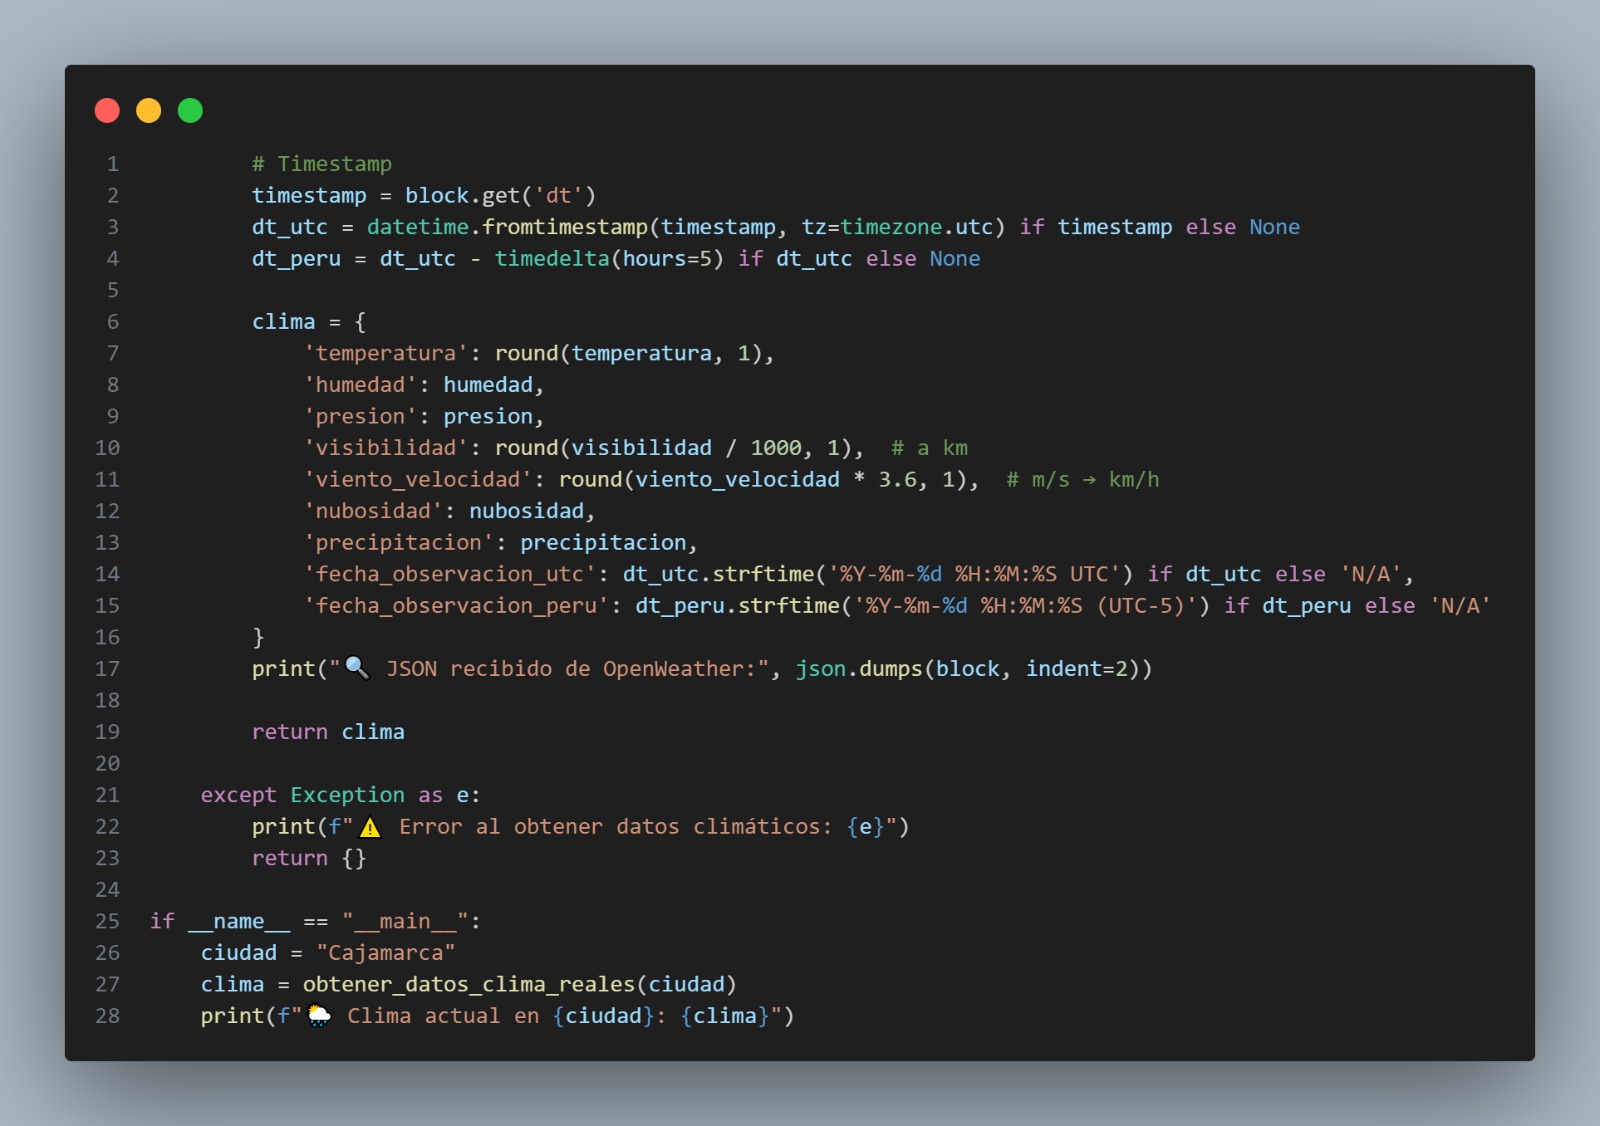 1         # Timestamp
2         timestamp = block.get('dt')
3         dt_utc = datetime.fromtimestamp(timestamp, tz=timezone.utc) if timestamp else None
4         dt_peru = dt_utc - timedelta(hours=5) if dt_utc else None
5
6         clima = {
7             'temperatura': round(temperatura, 1),
8             'humedad': humedad,
9             'presion': presion,
10             'visibilidad': round(visibilidad / 1000, 1),  # a km
11             'viento_velocidad': round(viento_velocidad * 3.6, 1),  # m/s → km/h
12             'nubosidad': nubosidad,
13             'precipitacion': precipitacion,
14             'fecha_observacion_utc': dt_utc.strftime('%Y-%m-%d %H:%M:%S UTC') if dt_utc else 'N/A',
15             'fecha_observacion_peru': dt_peru.strftime('%Y-%m-%d %H:%M:%S (UTC-5)') if dt_peru else 'N/A'
16         }
17         print("🔍 JSON recibido de OpenWeather:", json.dumps(block, indent=2))
18
19         return clima
20
21     except Exception as e:
22         print(f"⚠️ Error al obtener datos climáticos: {e}")
23         return {}
24
25 if __name__ == "__main__":
26     ciudad = "Cajamarca"
27     clima = obtener_datos_clima_reales(ciudad)
28     print(f"🌦️ Clima actual en {ciudad}: {clima}")